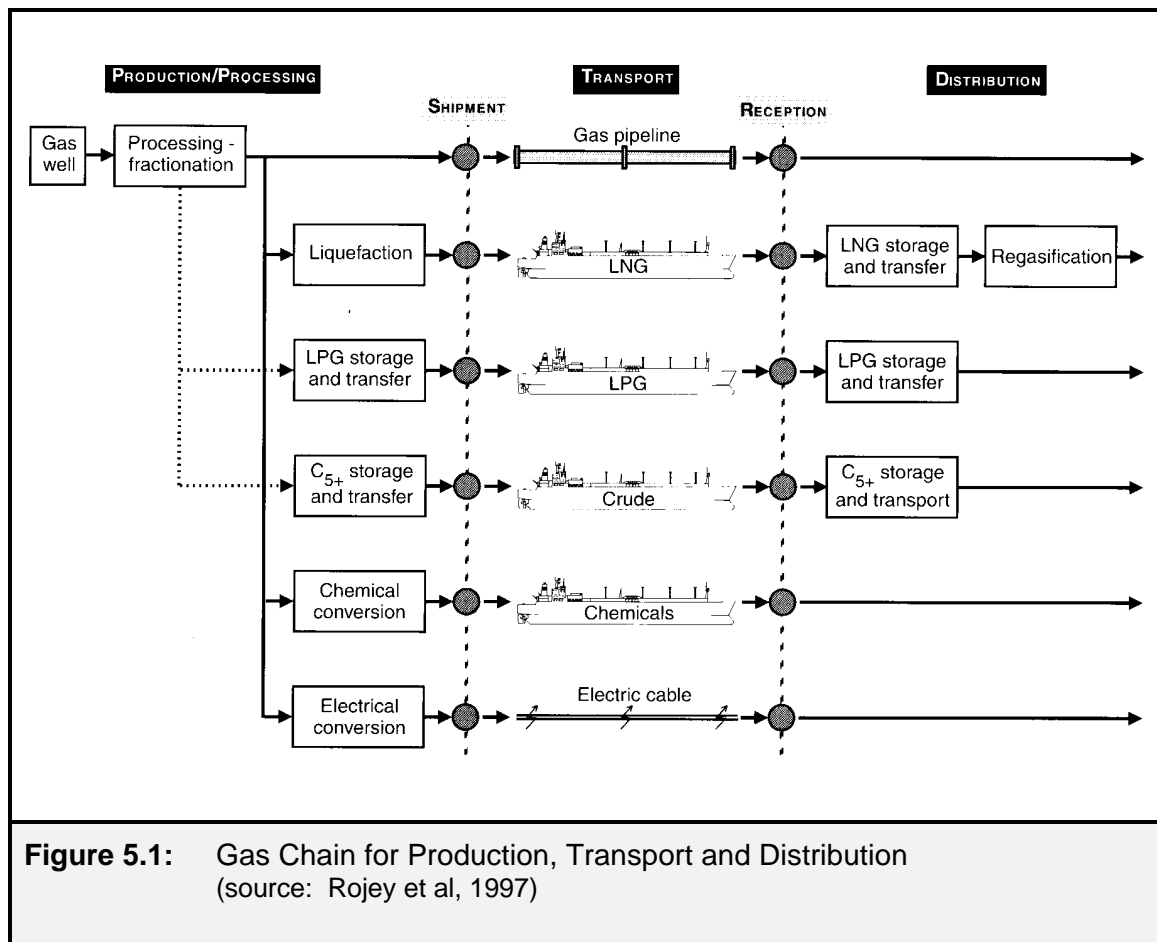 PRODUCTION/PROCESSING
TRANSPORT
DISTRIBUTION
SHIPMENT
RECEPTION
Gas
well
Processing -
fractionation
Gas pipeline
Liquefaction
LNG
LNG storage
and transfer
Regasification
LPG storage
and transfer
LPG
LPG storage
and transfer
C5+ storage
and transfer
Crude
C5+ storage
and transport
Chemical
conversion
Chemicals
Electrical
conversion
Electric cable
Figure 5.1: Gas Chain for Production, Transport and Distribution
(source: Rojey et al, 1997)